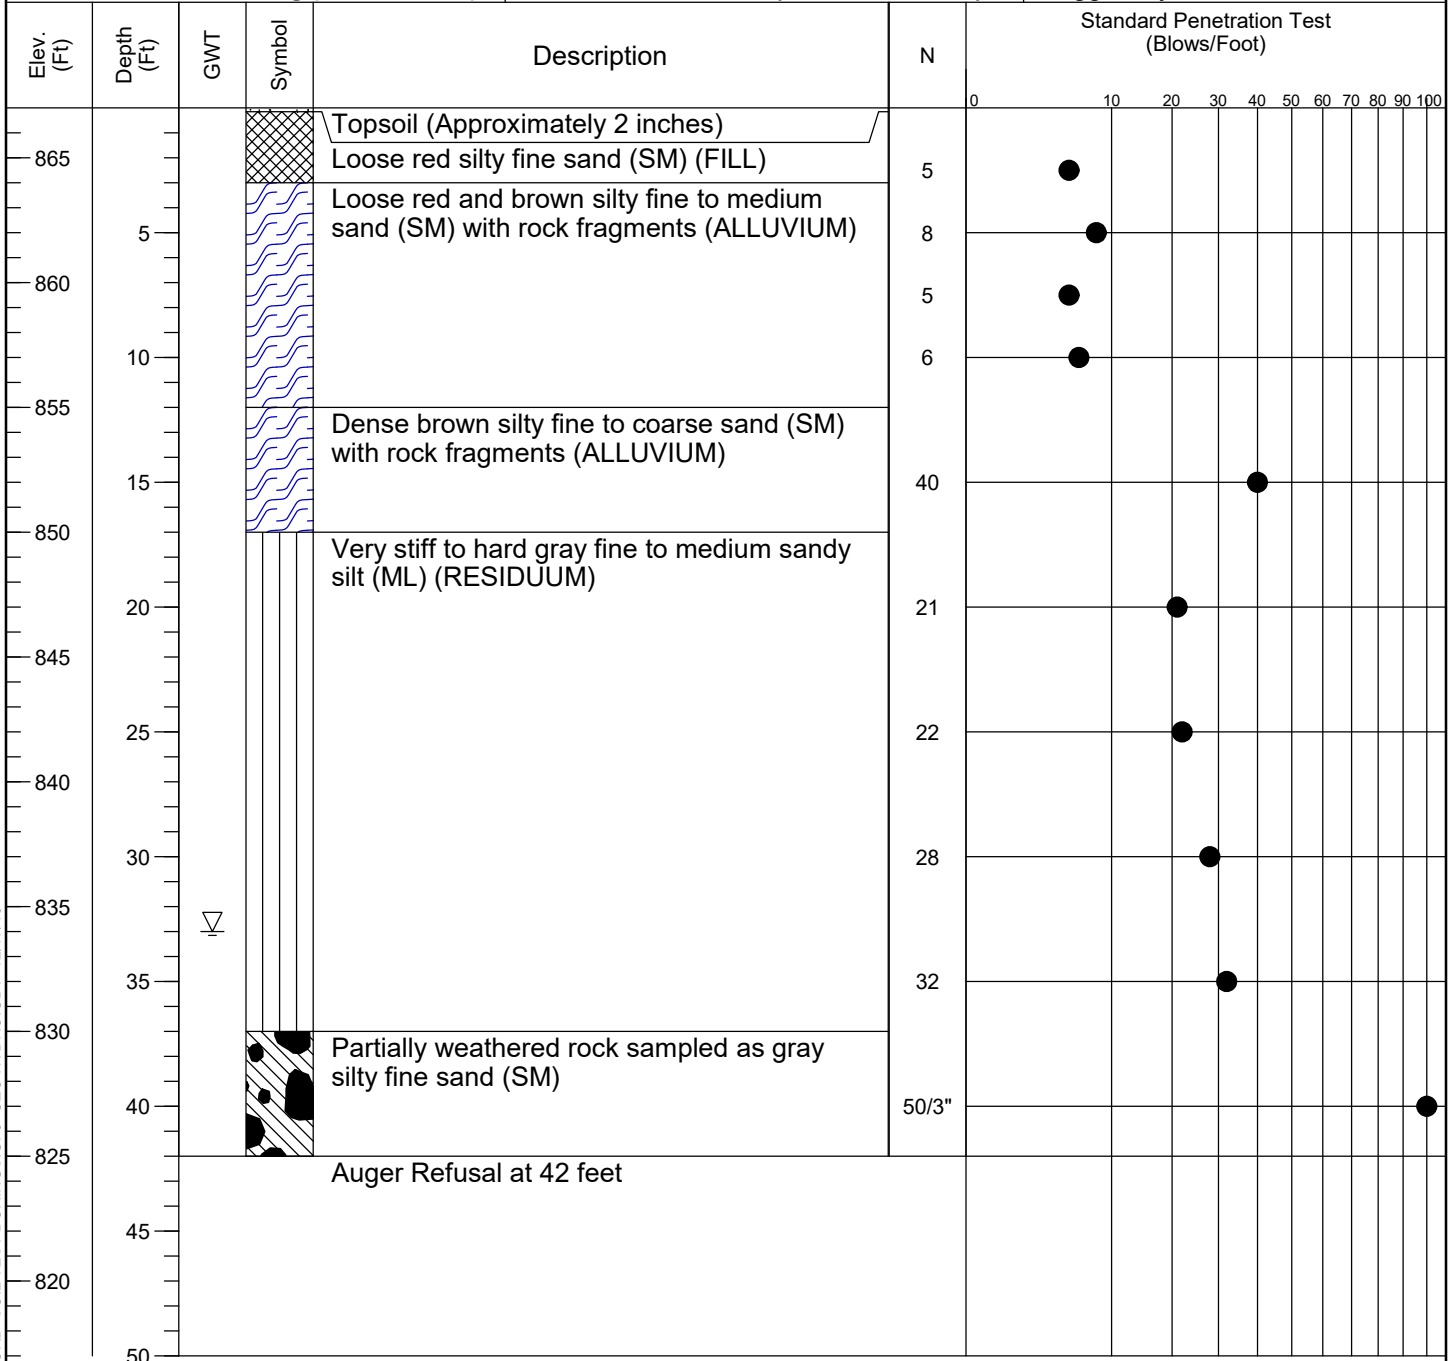 Elev.
(Ft)
Depth
(Ft)
GWT
Symbol
Description
N
Standard Penetration Test
(Blows/Foot)
0 10 20 30 40 50 60 70 80 90 100
Topsoil (Approximately 2 inches)
865 Loose red silty fine sand (SM) (FILL) 5
Loose red and brown silty fine to medium
5 sand (SM) with rock fragments (ALLUVIUM) 8
860 5
10 6
855
Dense brown silty fine to coarse sand (SM)
with rock fragments (ALLUVIUM)
15 40
850
Very stiff to hard gray fine to medium sandy
silt (ML) (RESIDUUM)
20 21
845
25 22
840
30 28
835
35 32
830
Partially weathered rock sampled as gray
silty fine sand (SM)
40 50/3"
825
Auger Refusal at 42 feet
45
820
50